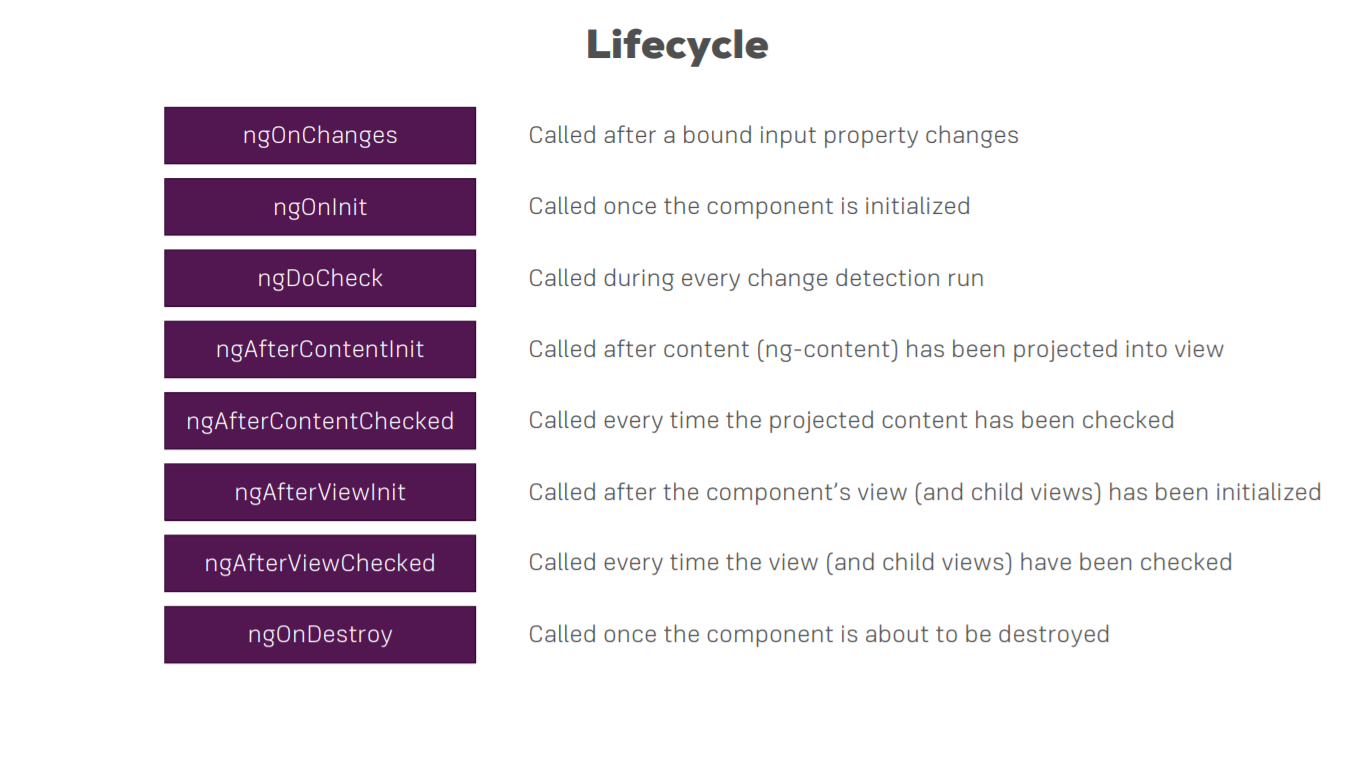 Lifecycle
ngOnChanges Called after a bound input property changes
ngOnInit Called once the component is initialized
ngDoCheck Called during every change detection run
ngAfterContentInit Called after content (ng-content) has been projected into view
ngAfterContentChecked Called every time the projected content has been checked
ngAfterViewInit Called after the component’s view (and child views) has been initialized
ngAfterViewChecked Called every time the view (and child views) have been checked
ngOnDestroy Called once the component is about to be destroyed